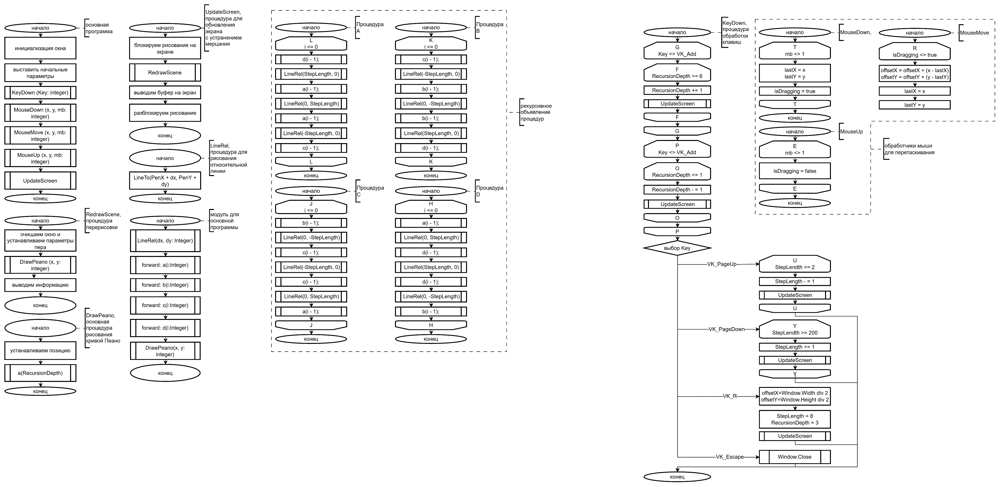 начало
основная
программа
инициализация окна
выставить начальные
параметры
KeyDown (Key: integer)
MouseDown (x, y, mb:
integer)
MouseMove (x, y, mb:
integer)
MouseUp (x, y, mb:
integer)
UpdateScreen
конец
начало
UpdateScreen,
процедура для
обновления
экрана
с устранением
мерцания
блокируем рисование на
экране
RedrawScene
выводим буфер на экран
разблокируем рисование
конец
начало
LineRel,
процедура для
рисования
относительной
линии
LineTo(PenX + dx, PenY +
dy)
конец
начало
RedrawScene,
процедура
перерисовки
очищаем окно и
устанавливаем параметры
пера
DrawPeano (x, y:
integer)
выводим информацию
конец
начало
DrawPeano,
основная
процедура
рисования
кривой Пеано
устанавливаем позицию
a(RecursionDepth)
конец
начало
модуль для
основной
программы
LineRel(dx, dy: Integer)
forward: a(i:Integer)
forward: b(i:Integer)
forward: c(i:Integer)
forward: d(i:Integer)
DrawPeano(x, y:
integer)
конец
начало
Процедура
A
L
i <= 0
d(i - 1);
LineRel(StepLength, 0)
a(i - 1);
LineRel(0, StepLength)
a(i - 1);
LineRel(-StepLength, 0)
c(i - 1);
L
конец
начало
Процедура
B
K
i <= 0
c(i - 1);
LineRel(-StepLength, 0)
b(i - 1);
LineRel(0, -StepLength)
b(i - 1);
LineRel(StepLength, 0)
d(i - 1);
K
конец
начало
Процедура
C
J
i <= 0
b(i - 1);
LineRel(0, -StepLength)
c(i - 1);
LineRel(-StepLength, 0)
c(i - 1);
LineRel(0, StepLength)
a(i - 1);
J
конец
начало
Процедура
D
H
i <= 0
a(i - 1);
LineRel(0, StepLength)
d(i - 1);
LineRel(StepLength, 0)
d(i - 1);
LineRel(0, -StepLength)
b(i - 1);
H
конец
рекурсивное
объявление
процедур
начало
KeyDown,
процедура
обработки
клавиш
G
Key <> VK_Add
F
RecursionDepth >= 6
RecursionDepth += 1
UpdateScreen
F
G
P
Key <> VK_Add
O
RecursionDepth <= 1
RecursionDepth - = 1
UpdateScreen
O
P
выбор Key
VK_PageUp
U
StepLendth <= 2
StepLength - = 1
UpdateScreen
U
VK_PageDown
Y
StepLendth >= 200
StepLength += 1
UpdateScreen
Y
VK_R
offsetX=Window.Width div 2
offsetY=Window.Height div 2
StepLength = 8
RecursionDepth = 3
UpdateScreen
VK_Escape
Window.Close
конец
начало
MouseDown,
T
mb <> 1
lastX = x
lastY = y
isDragging = true
T
конец
начало
MouseMove
R
isDragging <> true
offsetX = offsetX + (x - lastX)
offsetY = offsetY + (y - lastY)
lastX = x
lastY = y
начало
MouseUp
E
mb <> 1
isDragging = false
E
конец
обработчики мыши
для перетаскивания